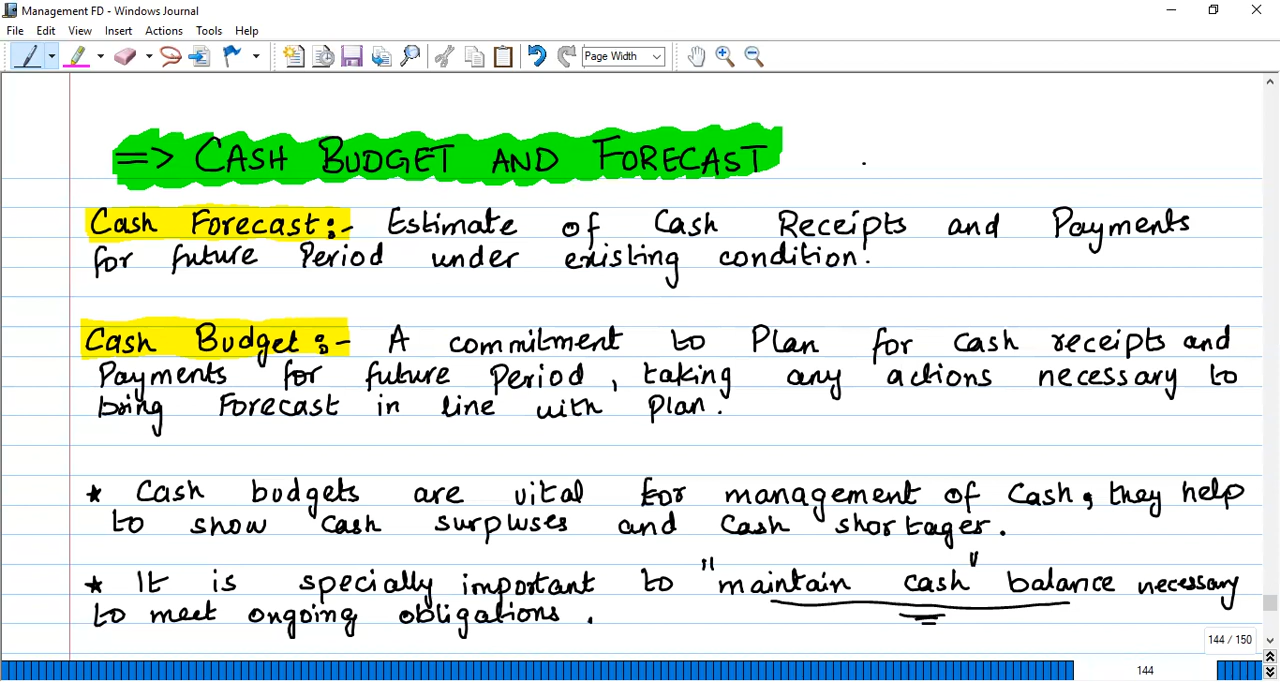 Management FD - Windows Journal
File Edit View Insert Actions Tools Help
Page Width
=> CASH BUDGET AND FORECAST
Cash Forecast:- Estimate of Cash Receipts and Payments
for future Period under existing condition.
Cash Budget:- A commitment to Plan for cash receipts and
Payments for future Period, taking any actions necessary to
bring Forecast in line with Plan.
* Cash budgets are vital for management of Cash, they help
to show cash surpluses and cash shortages.
* It is specially important to "maintain cash" balance necessary
to meet ongoing obligations.
144 / 150
144